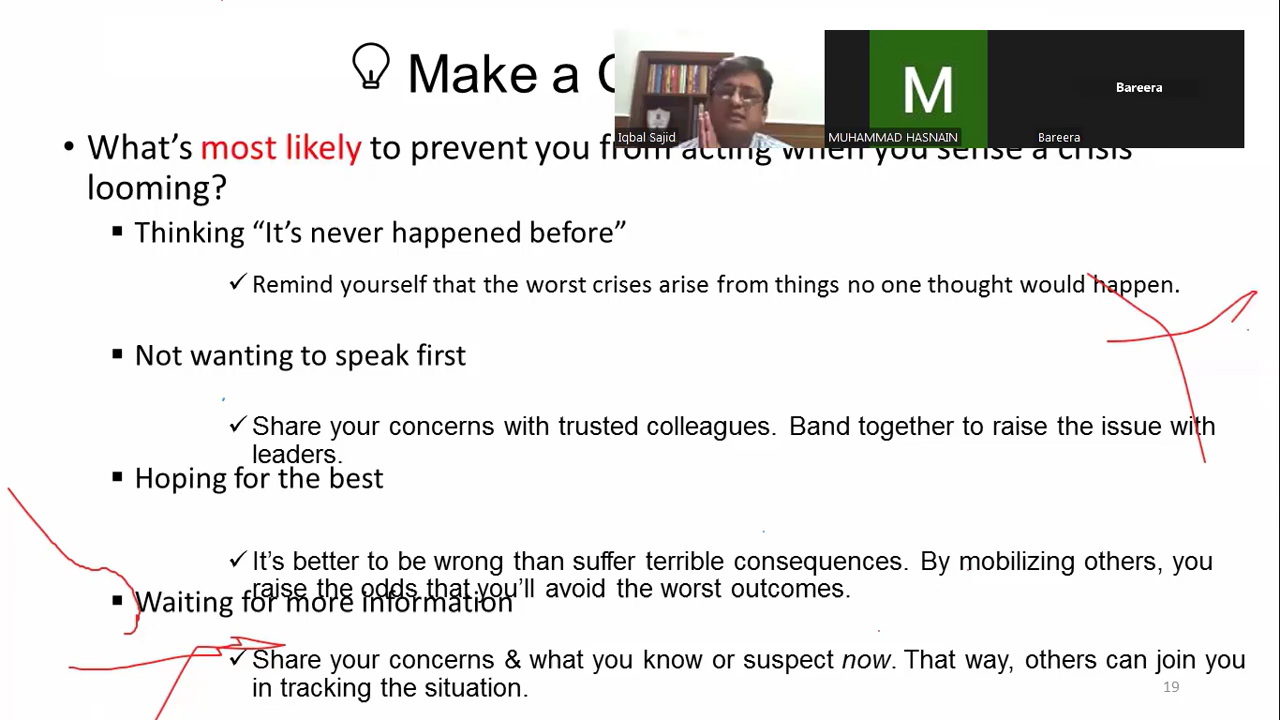 Make a C
Iqbal Sajid
M
MUHAMMAD HASNAIN
Bareera
Bareera
• What’s most likely to prevent you from acting when you sense a crisis
looming?
▪ Thinking “It’s never happened before”
✓ Remind yourself that the worst crises arise from things no one thought would happen.
▪ Not wanting to speak first
✓ Share your concerns with trusted colleagues. Band together to raise the issue with
leaders.
▪ Hoping for the best
✓ It’s better to be wrong than suffer terrible consequences. By mobilizing others, you
raise the odds that you’ll avoid the worst outcomes.
▪ Waiting for more information
✓ Share your concerns & what you know or suspect now. That way, others can join you
in tracking the situation.
19